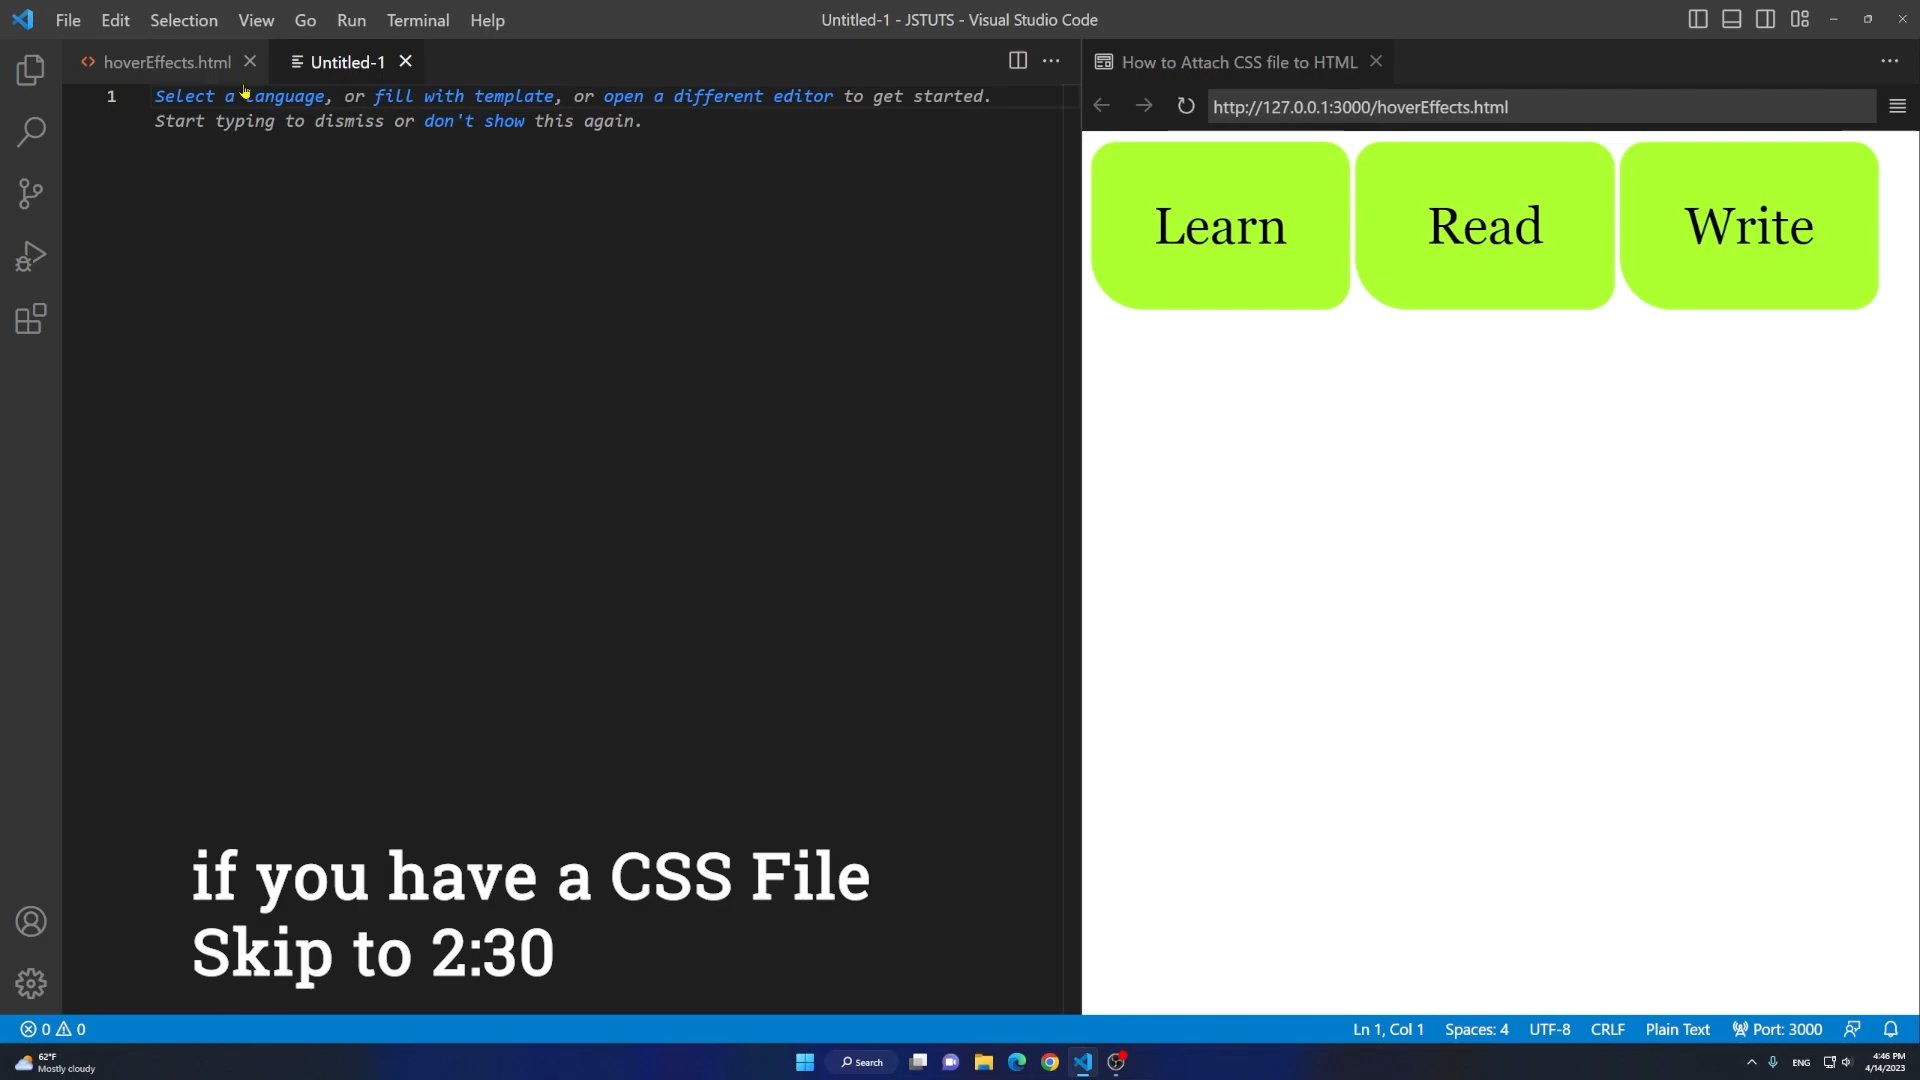 File Edit Selection View Go Run Terminal Help
Untitled-1 - JSTUTS - Visual Studio Code
hoverEffects.html
Untitled-1
How to Attach CSS file to HTML
http://127.0.0.1:3000/hoverEffects.html
1 Select a language, or fill with template, or open a different editor to get started.
Start typing to dismiss or don't show this again.
Learn
Read
Write
if you have a CSS File
Skip to 2:30
0 0
Ln 1, Col 1
Spaces: 4
UTF-8
CRLF
Plain Text
Port: 3000
62°F
Mostly cloudy
Search
ENG
4:46 PM
4/14/2023